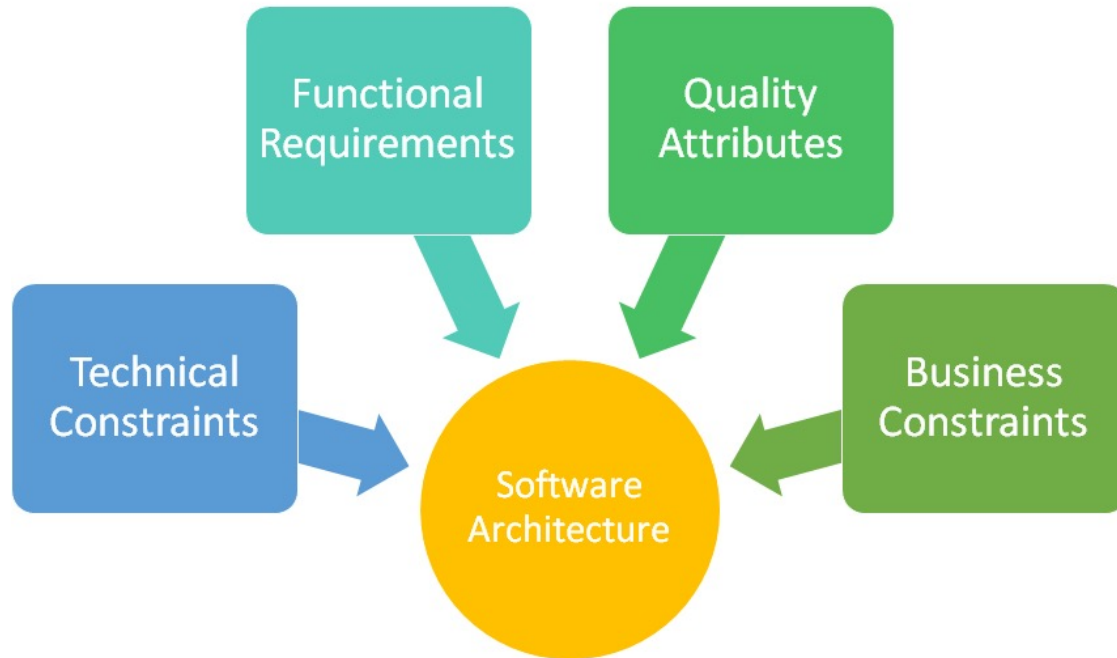 Functional
Requirements
Quality
Attributes
Technical
Constraints
Business
Constraints
Software
Architecture